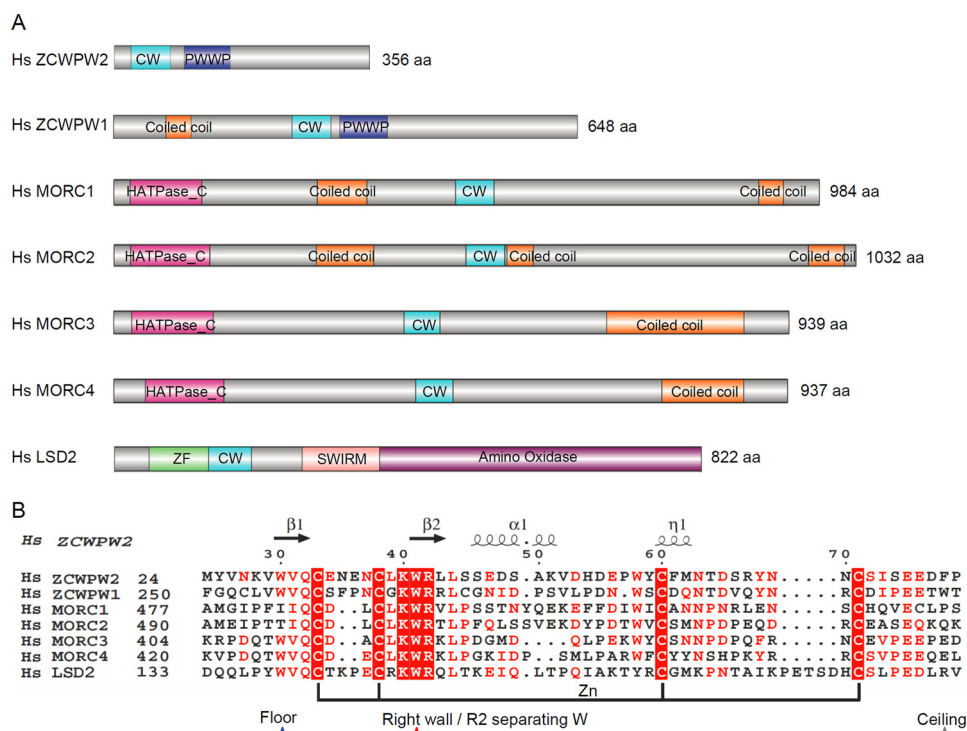 A
Hs ZCWPW2 CW PWWP 356 aa
Hs ZCWPW1 Coiled coil CW PWWP 648 aa
Hs MORC1 HATPase_C Coiled coil CW Coiled coil 984 aa
Hs MORC2 HATPase_C Coiled coil CW Coiled coil Coiled coil 1032 aa
Hs MORC3 HATPase_C CW Coiled coil 939 aa
Hs MORC4 HATPase_C CW Coiled coil 937 aa
Hs LSD2 ZF CW SWIRM Amino Oxidase 822 aa
B
β1 β2 α1 η1
Hs ZCWPW2
30 40 50 60 70
Hs ZCWPW2 24 MYVNKVWVQCENENCLKWRLLSSEDS.AKVDHDEPWYCFMNTDSRYN.....NCSISEEDFP
Hs ZCWPW1 250 FGQCLVWVQCSFPNCGKWRRLCGNID.PSVLPDNWSCDQNTDVQYN.....RCDIPEETWT
Hs MORC1 477 AMGIPFIIQCD..LCLKWRVLPSSTNYQEKEFFDIWICANNPNRLEN.....SCHQVECLPS
Hs MORC2 490 AMEIPTTIQCD..LCLKWRTLPFQLSSVEKDYPDTWVCSMNPDPEQD.....RCEASEQKQK
Hs MORC3 404 KRPDQTWVQCD..ACLKWRKLPDGMD..QLPEKWYCSNNPDPQFR.....NCEVPEEPED
Hs MORC4 420 KVPDQTWVQCD..ECLKWRKLPGKIDP.SMLPARWFCYYNSHPKYR.....RCSVPEEQEL
Hs LSD2 133 DQQLPYWVQCTKPECRKWRQLTKEIQ.LTPQIAKTYRCGMKPNTAIKPETSDHCSLPEDLRV
Zn
Floor Right wall / R2 separating W Ceiling